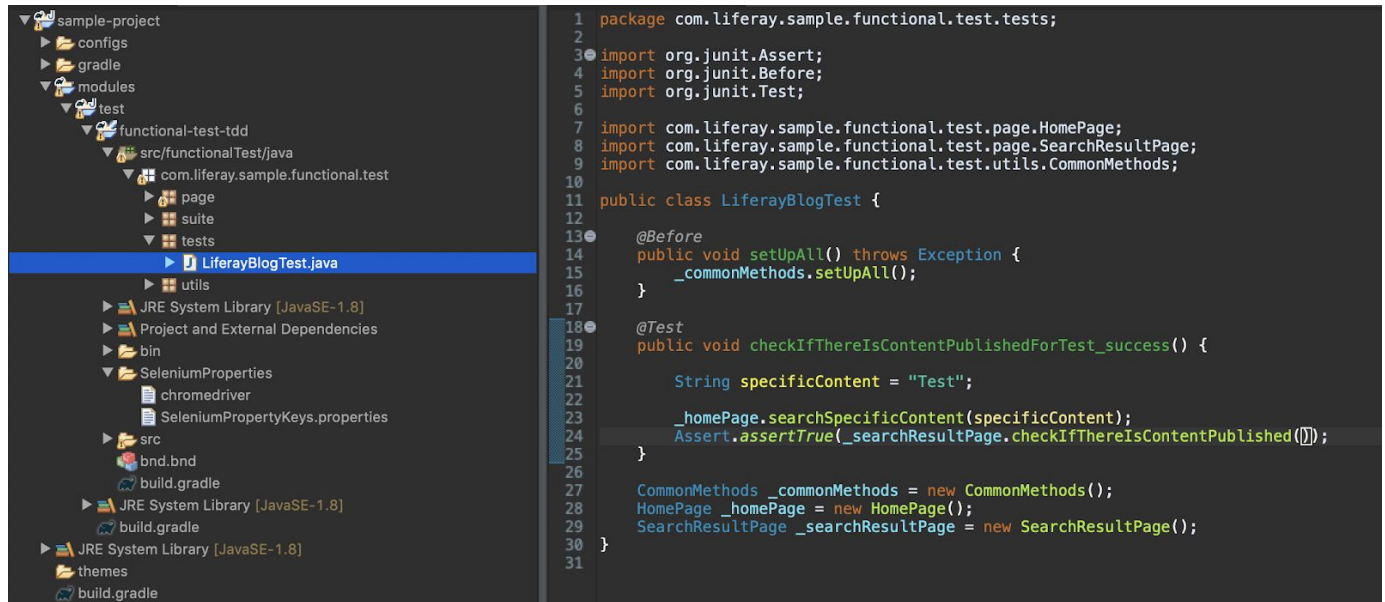 sample-project
configs
gradle
modules
test
functional-test-tdd
src/functionalTest/java
com.liferay.sample.functional.test
page
suite
tests
LiferayBlogTest.java
utils
JRE System Library [JavaSE-1.8]
Project and External Dependencies
bin
SeleniumProperties
chromedriver
SeleniumPropertyKeys.properties
src
bnd.bnd
build.gradle
JRE System Library [JavaSE-1.8]
build.gradle
JRE System Library [JavaSE-1.8]
themes
build.gradle
1 package com.liferay.sample.functional.test.tests;
2
3 import org.junit.Assert;
4 import org.junit.Before;
5 import org.junit.Test;
6
7 import com.liferay.sample.functional.test.page.HomePage;
8 import com.liferay.sample.functional.test.page.SearchResultPage;
9 import com.liferay.sample.functional.test.utils.CommonMethods;
10
11 public class LiferayBlogTest {
12
13     @Before
14     public void setUpAll() throws Exception {
15         _commonMethods.setUpAll();
16     }
17
18     @Test
19     public void checkIfThereIsContentPublishedForTest_success() {
20
21         String specificContent = "Test";
22
23         _homePage.searchSpecificContent(specificContent);
24         Assert.assertTrue(_searchResultPage.checkIfThereIsContentPublished());
25     }
26
27     CommonMethods _commonMethods = new CommonMethods();
28     HomePage _homePage = new HomePage();
29     SearchResultPage _searchResultPage = new SearchResultPage();
30 }
31